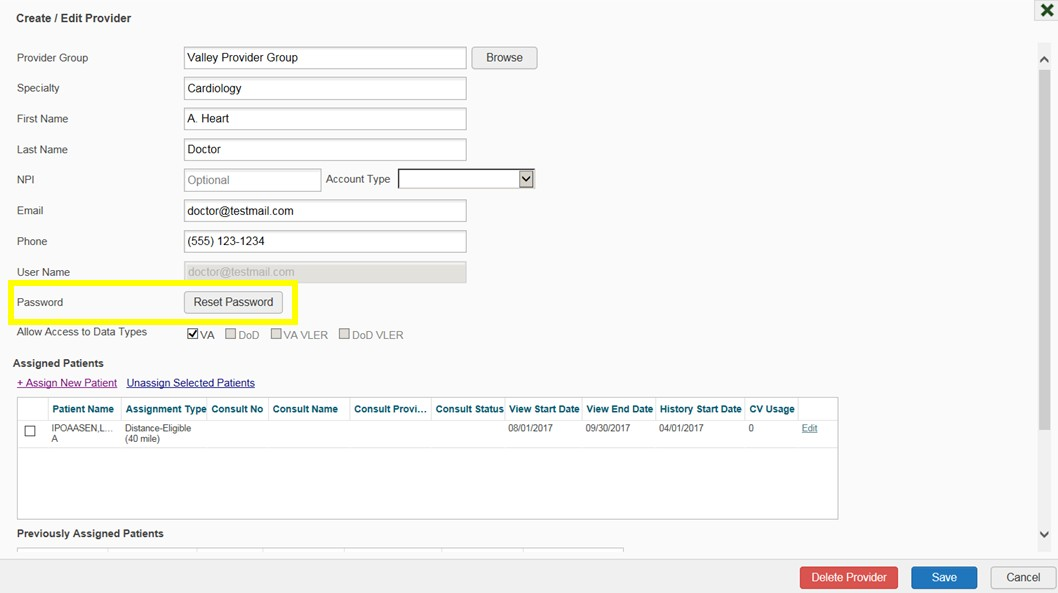 Create / Edit Provider
Provider Group Valley Provider Group Browse
Specialty Cardiology
First Name A. Heart
Last Name Doctor
NPI Optional Account Type
Email doctor@testmail.com
Phone (555) 123-1234
User Name doctor@testmail.com
Password Reset Password
Allow Access to Data Types VA DoD VA VLER DoD VLER
Assigned Patients
+ Assign New Patient Unassign Selected Patients
Patient Name Assignment Type Consult No Consult Name Consult Provi... Consult Status View Start Date View End Date History Start Date CV Usage
IPOAASEN,L... Distance-Eligible 08/01/2017 09/30/2017 04/01/2017 0 Edit
A (40 mile)
Previously Assigned Patients
Delete Provider Save Cancel